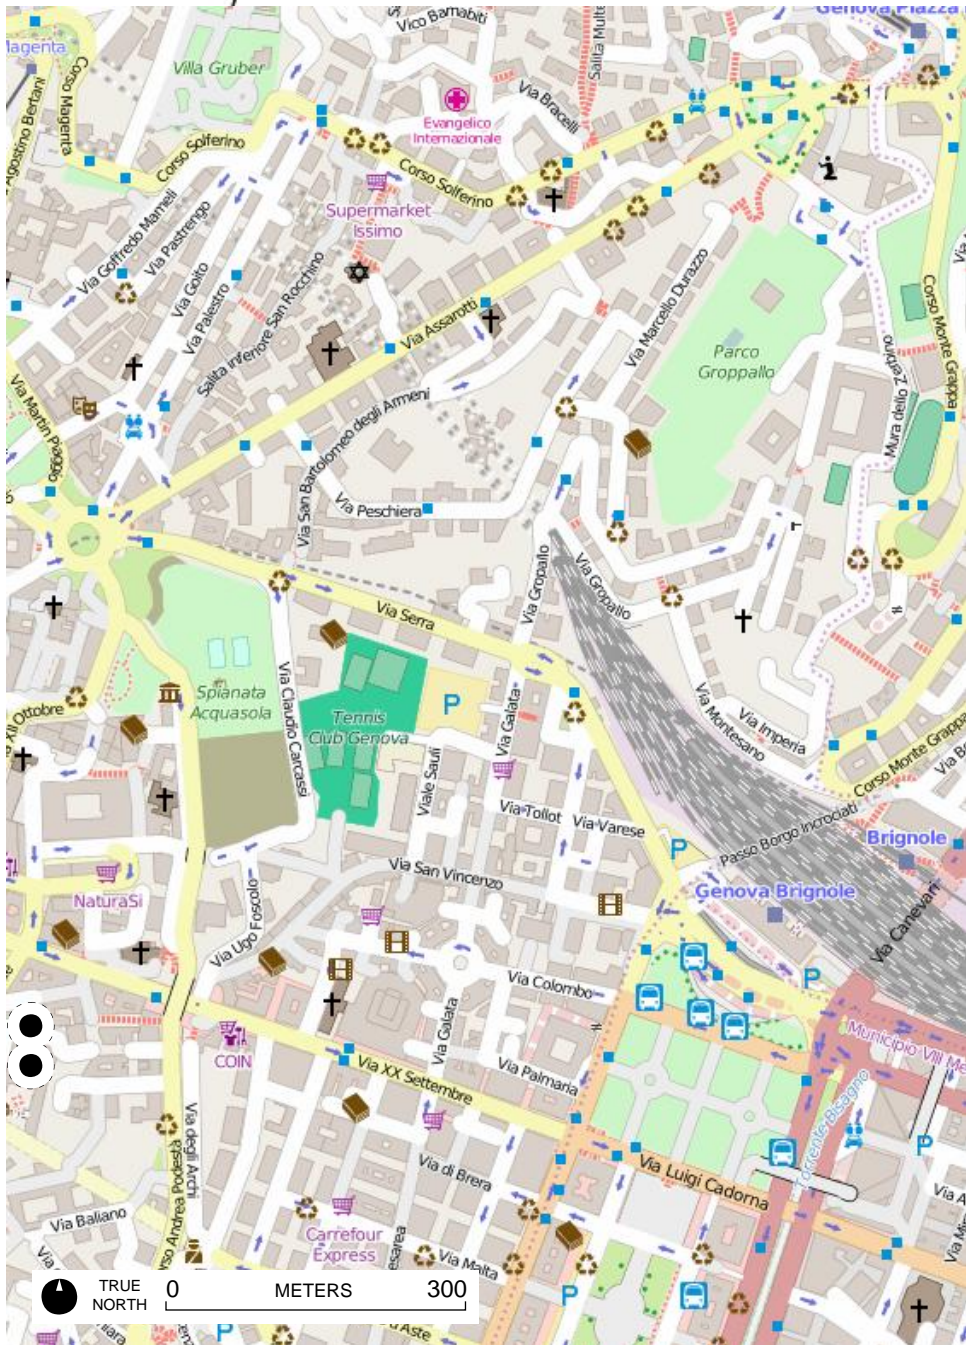 Vico Barnabiti
Genova Piazza
Magenta
Corso Magenta
Agostino Bertani
Villa Gruber
Salita Multe
Via Bracelli
Evangelico
Internazionale
Corso Solferino
Corso Solferino
Supermarket
Issimo
Via Goffredo Mameli
Via Pastrengo
Via Goito
Via Palestro
Salita inferiore San Rocchino
Via Assarotti
Via Marcello Durazzo
Parco
Groppallo
Corso Monte Grappa
Mura dello Zerbino
Via Martin Piaggio
Via San Bartolomeo degli Armeni
Via Peschiera
Via Gropallo
Via Gropallo
Via Serra
Spianata
Acquasola
Via Claudio Carcassi
Tennis
Club Genova
P
Via Galata
Viale Sauli
Via Montesano
Via Imperia
Corso Monte Grappa
XII Ottobre
Via Tollot
Via Varese
Passo Borgo Incrociati
P
Brignole
Via San Vincenzo
Genova Brignole
NaturaSì
Via Ugo Foscolo
Via Canevari
Via Colombo
P
Via Galata
COIN
Municipio VIII Me
Via XX Settembre
Via Palmaria
Torrente Bisagno
P
Via degli Archi
Corso Andrea Podestà
Via di Brera
Via Luigi Cadorna
Via A
Via Baliano
Carrefour
Express
esarea
Via Malta
P
TRUE
NORTH
0 METERS 300
P
d'Aste